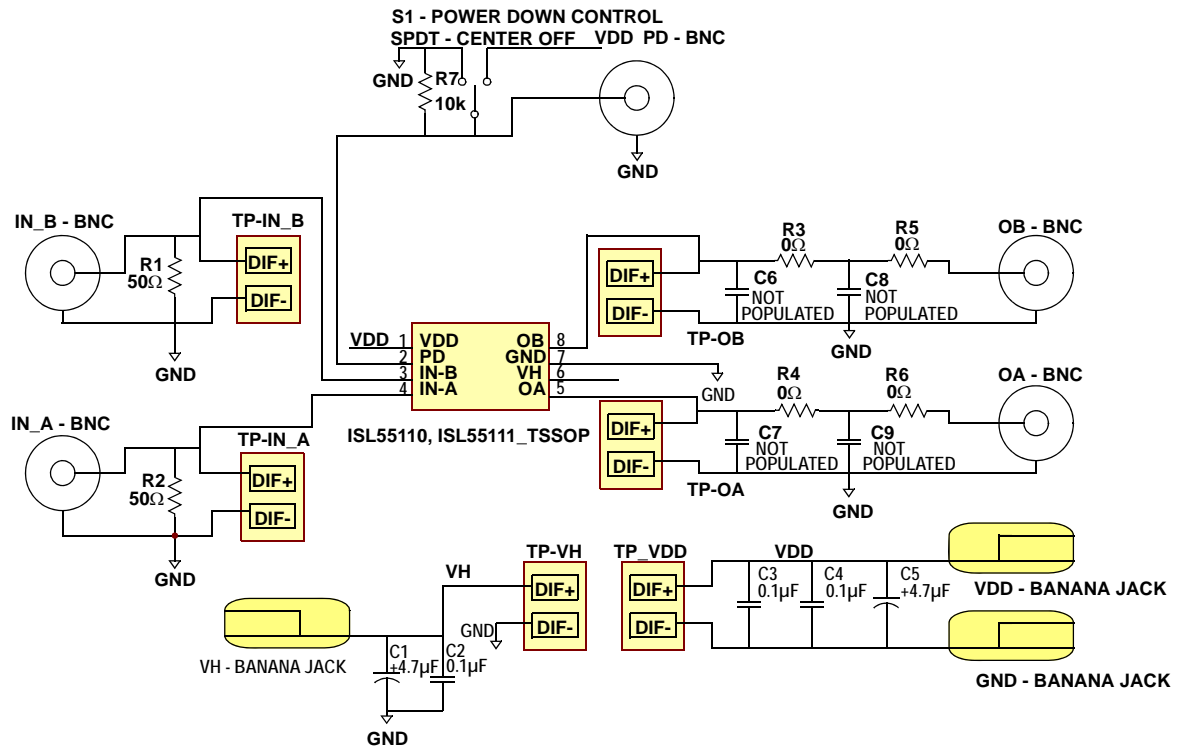 S1 - POWER DOWN CONTROL
SPDT - CENTER OFF VDD PD - BNC
GND
R7
10k
GND
IN_B - BNC
TP-IN_B
R1
50Ω
DIF+
DIF-
GND
IN_A - BNC
TP-IN_A
R2
50Ω
DIF+
DIF-
GND
VDD 1 VDD OB 8
2 PD GND 7
3 IN-B VH 6
4 IN-A OA 5
ISL55110, ISL55111_TSSOP
DIF+
DIF-
TP-OB
R3
0Ω
R5
0Ω
OB - BNC
C6
NOT
POPULATED
C8
NOT
POPULATED
GND
GND
DIF+
DIF-
TP-OA
R4
0Ω
R6
0Ω
OA - BNC
C7
NOT
POPULATED
C9
NOT
POPULATED
GND
VH
TP-VH
DIF+
DIF-
GND
VH - BANANA JACK
C1
+4.7µF
C2
0.1µF
GND
TP_VDD
DIF+
DIF-
VDD
C3
0.1µF
C4
0.1µF
C5
+4.7µF
VDD - BANANA JACK
GND - BANANA JACK